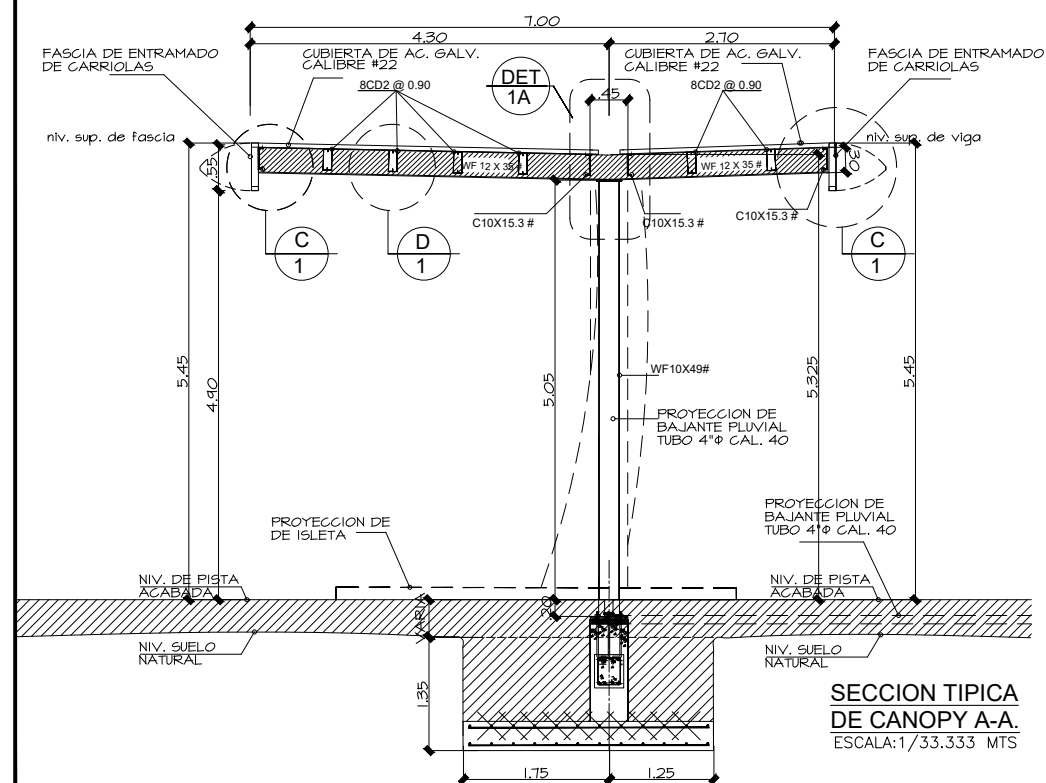 7.00
4.30
2.70
FASCIA DE ENTRAMADO
DE CARRIOLAS
CUBIERTA DE AC. GALV.
CALIBRE #22
8CD2 @ 0.90
DET
1A
.45
CUBIERTA DE AC. GALV.
CALIBRE #22
8CD2 @ 0.90
FASCIA DE ENTRAMADO
DE CARRIOLAS
niv. sup. de fascia
niv. sup. de viga
.55
WF 12 X 35 #
WF 12 X 35 #
.30
C10X15.3 #
C10X15.3 #
C10X15.3 #
C
1
D
1
C
1
5.45
4.90
5.05
5.325
5.45
WF10X49#
PROYECCION DE
BAJANTE PLUVIAL
TUBO 4"Φ CAL. 40
PROYECCION DE
DE ISLETA
PROYECCION DE
BAJANTE PLUVIAL
TUBO 4"Φ CAL. 40
NIV. DE PISTA
ACABADA
NIV. DE PISTA
ACABADA
VARIA
.20
NIV. SUELO
NATURAL
NIV. SUELO
NATURAL
1.35
1.75
1.25
SECCION TIPICA
DE CANOPY A-A.
ESCALA:1/33.333 MTS